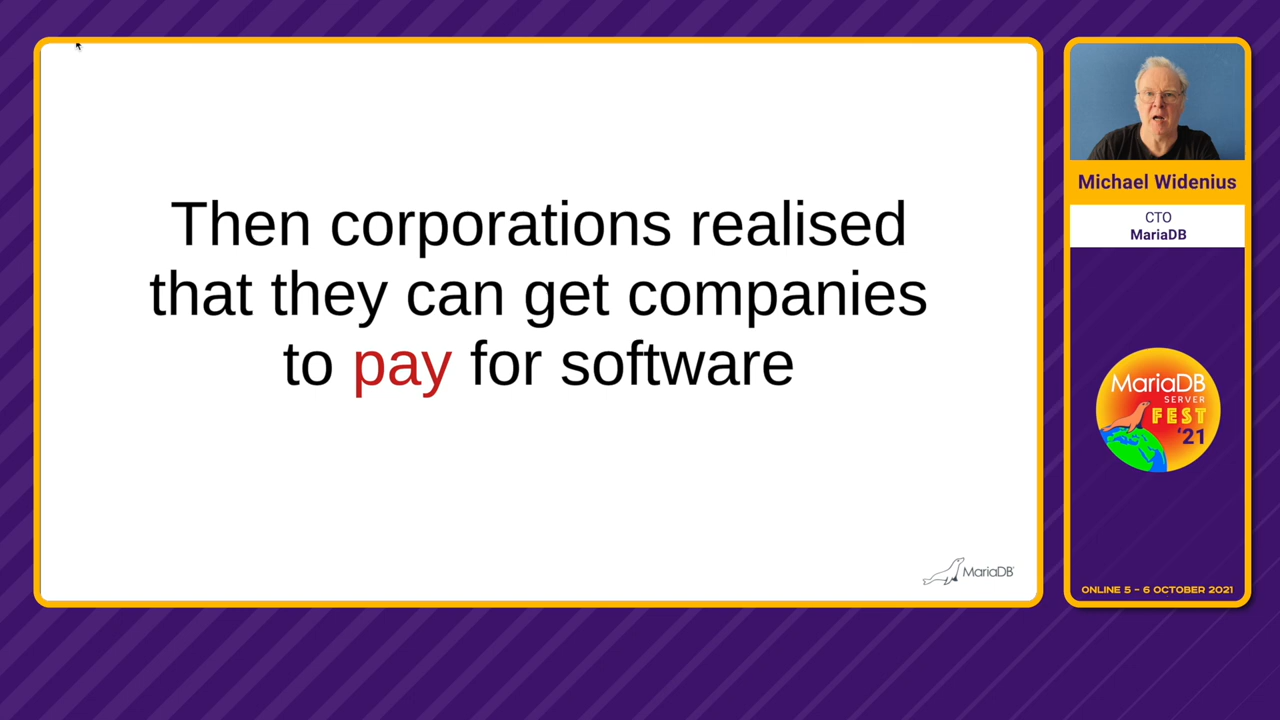 Then corporations realised
that they can get companies
to pay for software
MariaDB
Michael Widenius
CTO
MariaDB
MariaDB
SERVER
FEST
'21
ONLINE 5 – 6 OCTOBER 2021